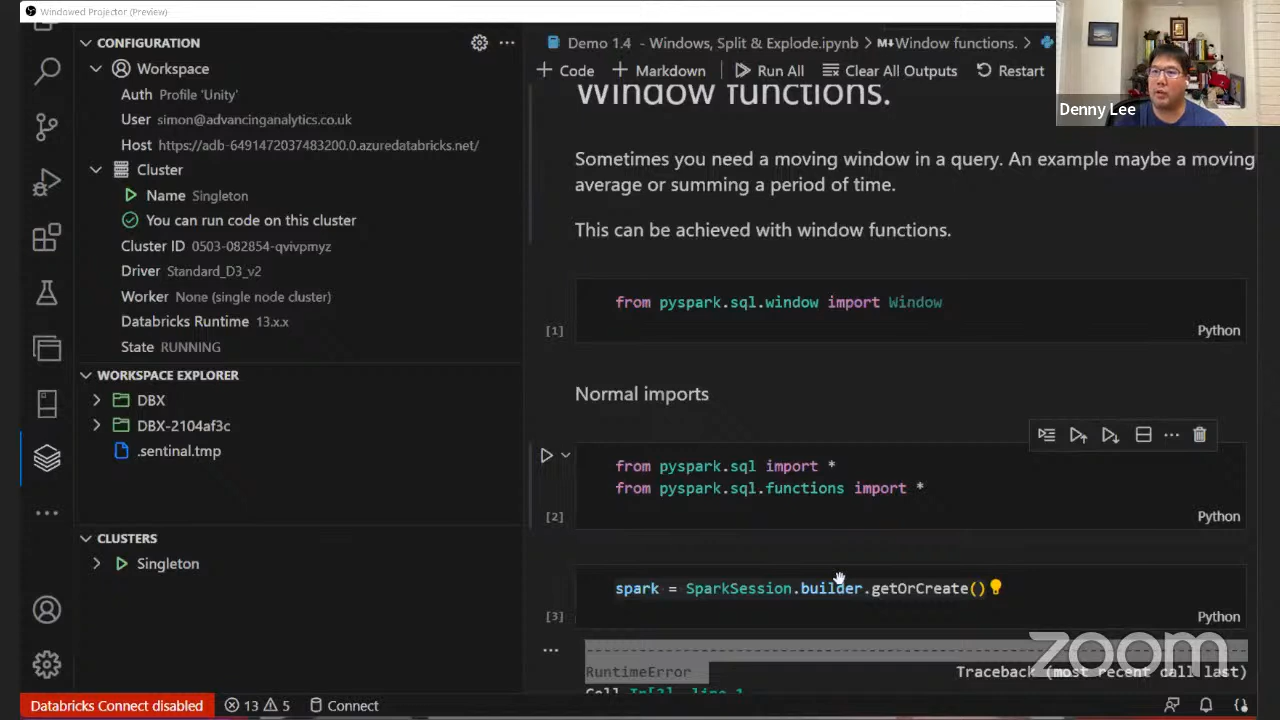 Windowed Projector (Preview)
CONFIGURATION
Workspace
Auth Profile 'Unity'
User simon@advancinganalytics.co.uk
Host https://adb-6491472037483200.0.azuredatabricks.net/
Cluster
Name Singleton
You can run code on this cluster
Cluster ID 0503-082854-qvivpmyz
Driver Standard_D3_v2
Worker None (single node cluster)
Databricks Runtime 13.x.x
State RUNNING
WORKSPACE EXPLORER
DBX
DBX-2104af3c
.sentinal.tmp
CLUSTERS
Singleton
Demo 1.4 - Windows, Split & Explode.ipynb > M↓Window functions. >
+ Code + Markdown Run All Clear All Outputs Restart
Denny Lee
Window functions.
Sometimes you need a moving window in a query. An example maybe a moving
average or summing a period of time.
This can be achieved with window functions.
from pyspark.sql.window import Window
[1] Python
Normal imports
from pyspark.sql import *
from pyspark.sql.functions import *
[2] Python
spark = SparkSession.builder.getOrCreate()
[3] Python
zoom
---------------------------------------------------------------------------
RuntimeError Traceback (most recent call last)
Cell In[3], line 1
Databricks Connect disabled 13 5 Connect